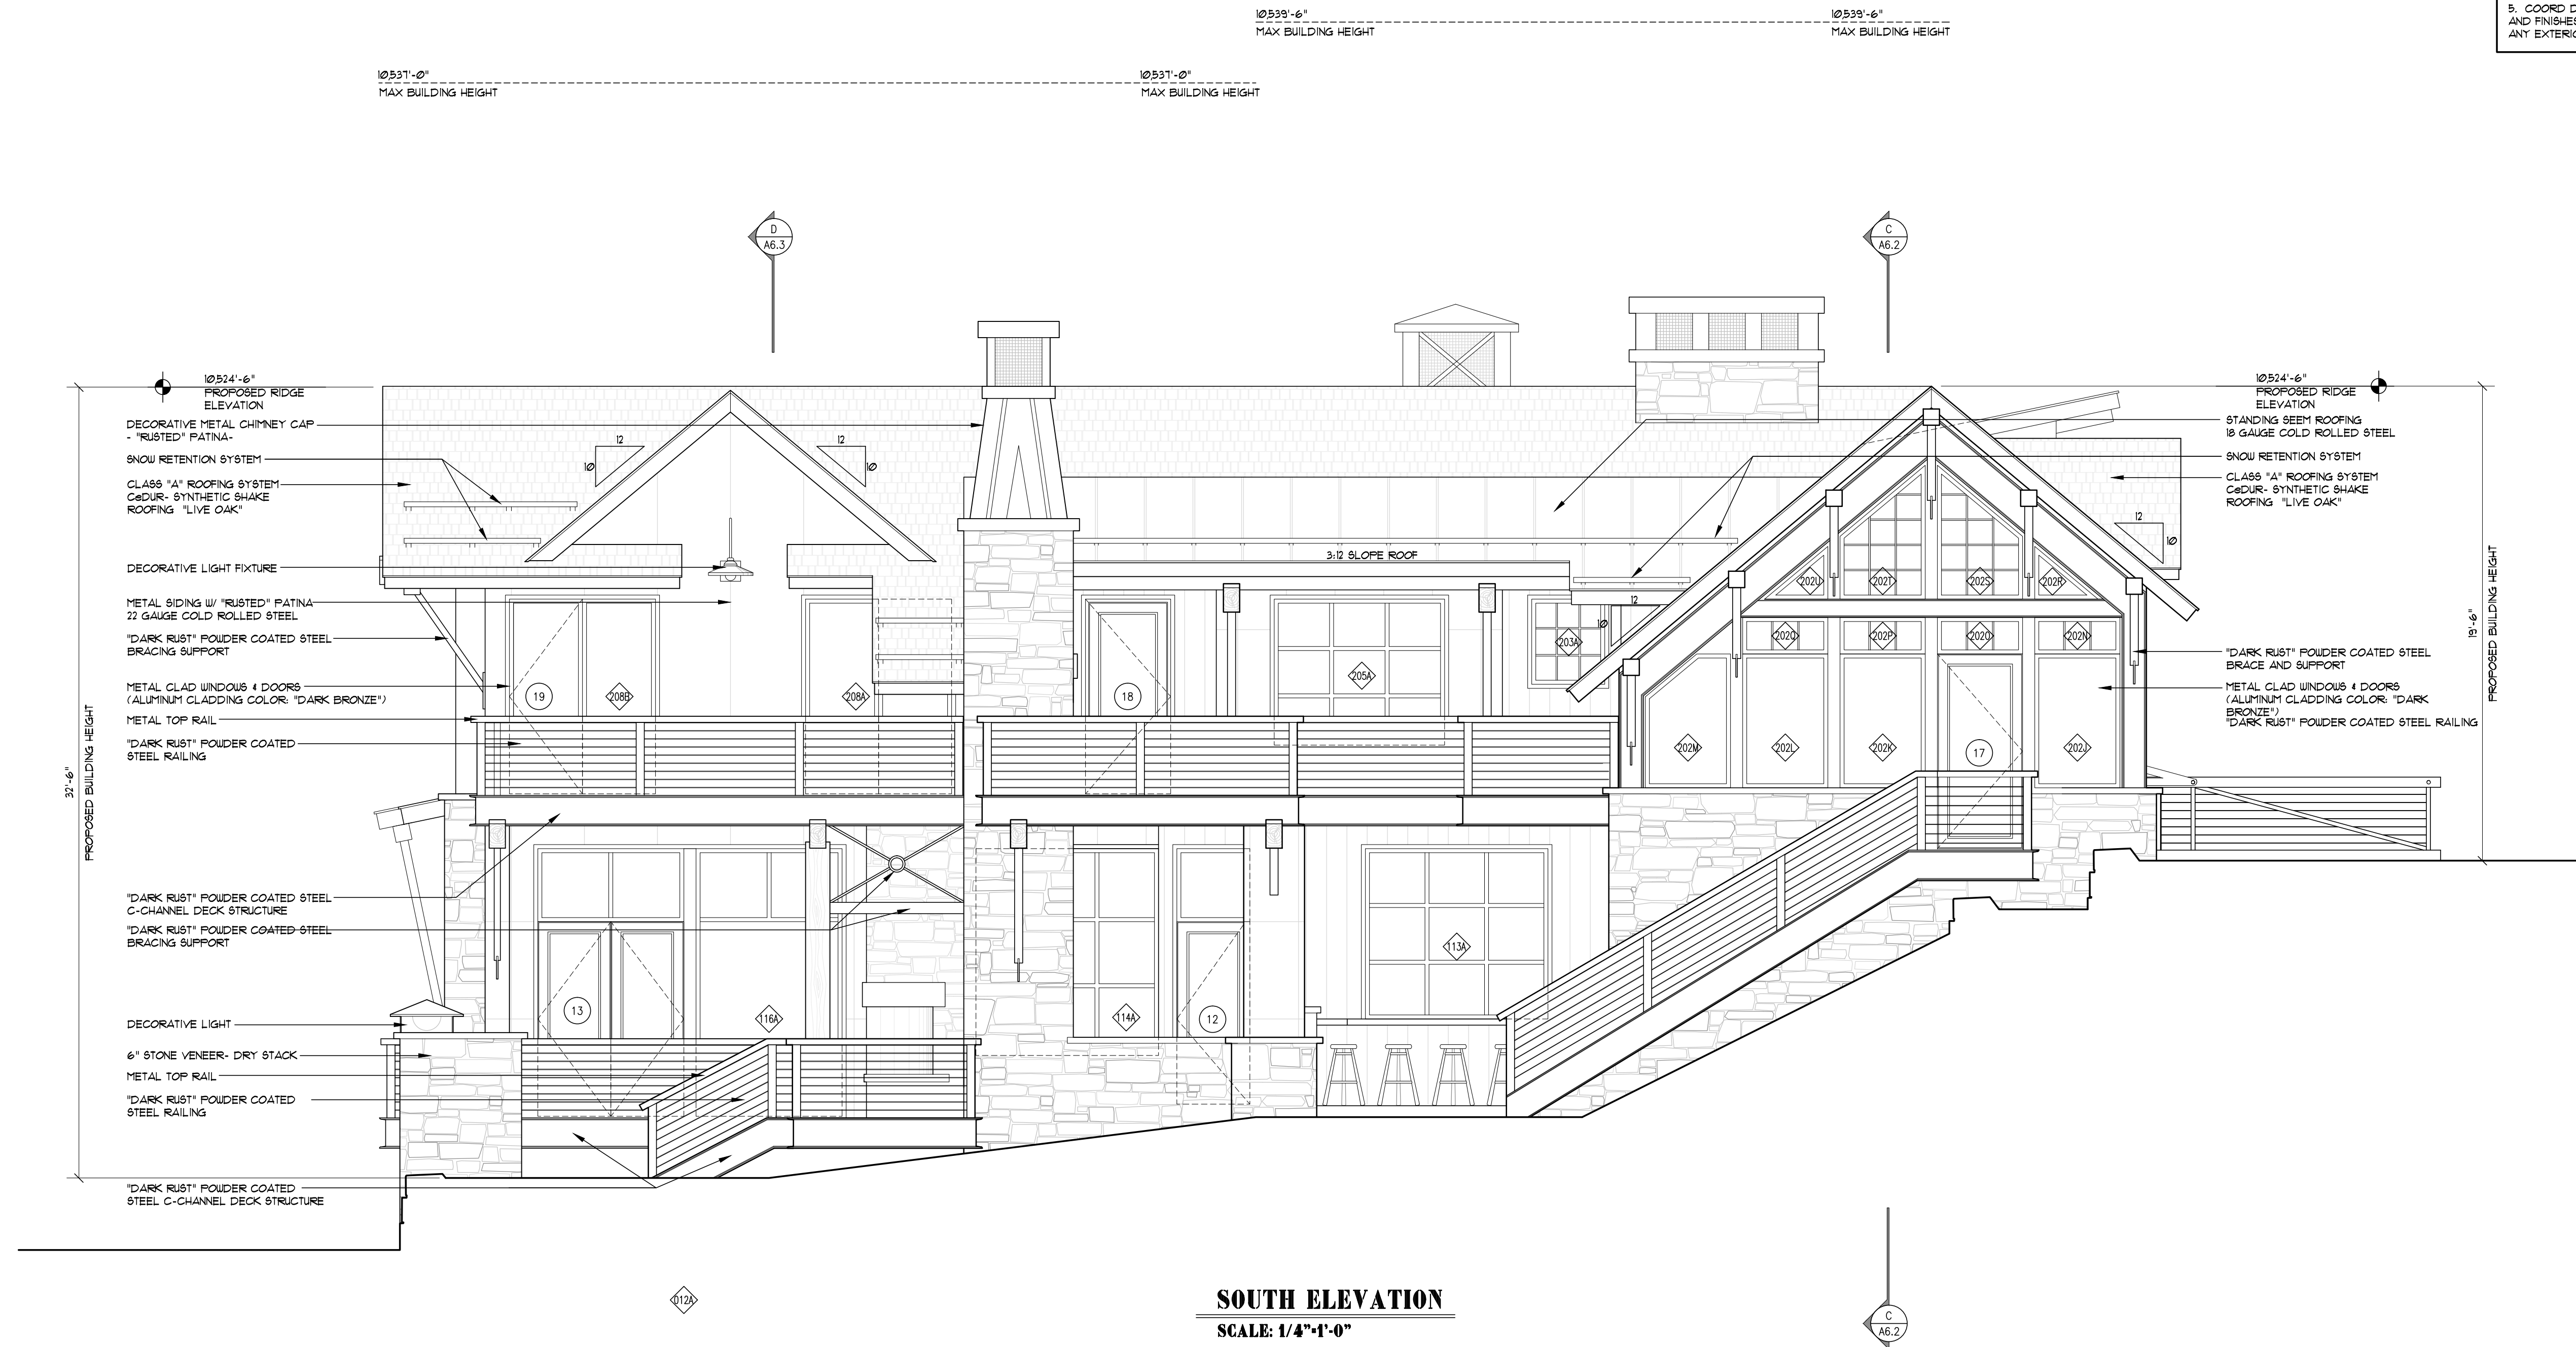 10,539'-6"
MAX BUILDING HEIGHT
10,539'-6"
MAX BUILDING HEIGHT
5. COORD
AND FINISHES
ANY EXTERIO
10,537'-0"
MAX BUILDING HEIGHT
10,537'-0"
MAX BUILDING HEIGHT
D
A6.3
C
A6.2
10,524'-6"
PROPOSED RIDGE
ELEVATION
DECORATIVE METAL CHIMNEY CAP
- "RUSTED" PATINA-
SNOW RETENTION SYSTEM
CLASS "A" ROOFING SYSTEM
CeDUR- SYNTHETIC SHAKE
ROOFING "LIVE OAK"
DECORATIVE LIGHT FIXTURE
METAL SIDING W/ "RUSTED" PATINA
22 GAUGE COLD ROLLED STEEL
"DARK RUST" POWDER COATED STEEL
BRACING SUPPORT
METAL CLAD WINDOWS & DOORS
(ALUMINUM CLADDING COLOR: "DARK BRONZE")
METAL TOP RAIL
"DARK RUST" POWDER COATED
STEEL RAILING
32'-6"
PROPOSED BUILDING HEIGHT
"DARK RUST" POWDER COATED STEEL
C-CHANNEL DECK STRUCTURE
"DARK RUST" POWDER COATED STEEL
BRACING SUPPORT
DECORATIVE LIGHT
6" STONE VENEER- DRY STACK
METAL TOP RAIL
"DARK RUST" POWDER COATED
STEEL RAILING
"DARK RUST" POWDER COATED
STEEL C-CHANNEL DECK STRUCTURE
12
10
12
10
3:12 SLOPE ROOF
12
10
12
10
19
208B
208A
18
205A
203A
202U
202T
202S
202R
202Q
202P
202O
202N
202M
202L
202K
17
202J
13
116A
114A
12
113A
10,524'-6"
PROPOSED RIDGE
ELEVATION
STANDING SEEM ROOFING
18 GAUGE COLD ROLLED STEEL
SNOW RETENTION SYSTEM
CLASS "A" ROOFING SYSTEM
CeDUR- SYNTHETIC SHAKE
ROOFING "LIVE OAK"
"DARK RUST" POWDER COATED STEEL
BRACE AND SUPPORT
METAL CLAD WINDOWS & DOORS
(ALUMINUM CLADDING COLOR: "DARK
BRONZE")
"DARK RUST" POWDER COATED STEEL RAILING
19'-6"
PROPOSED BUILDING HEIGHT
012A
SOUTH ELEVATION
SCALE: 1/4"=1'-0"
C
A6.2